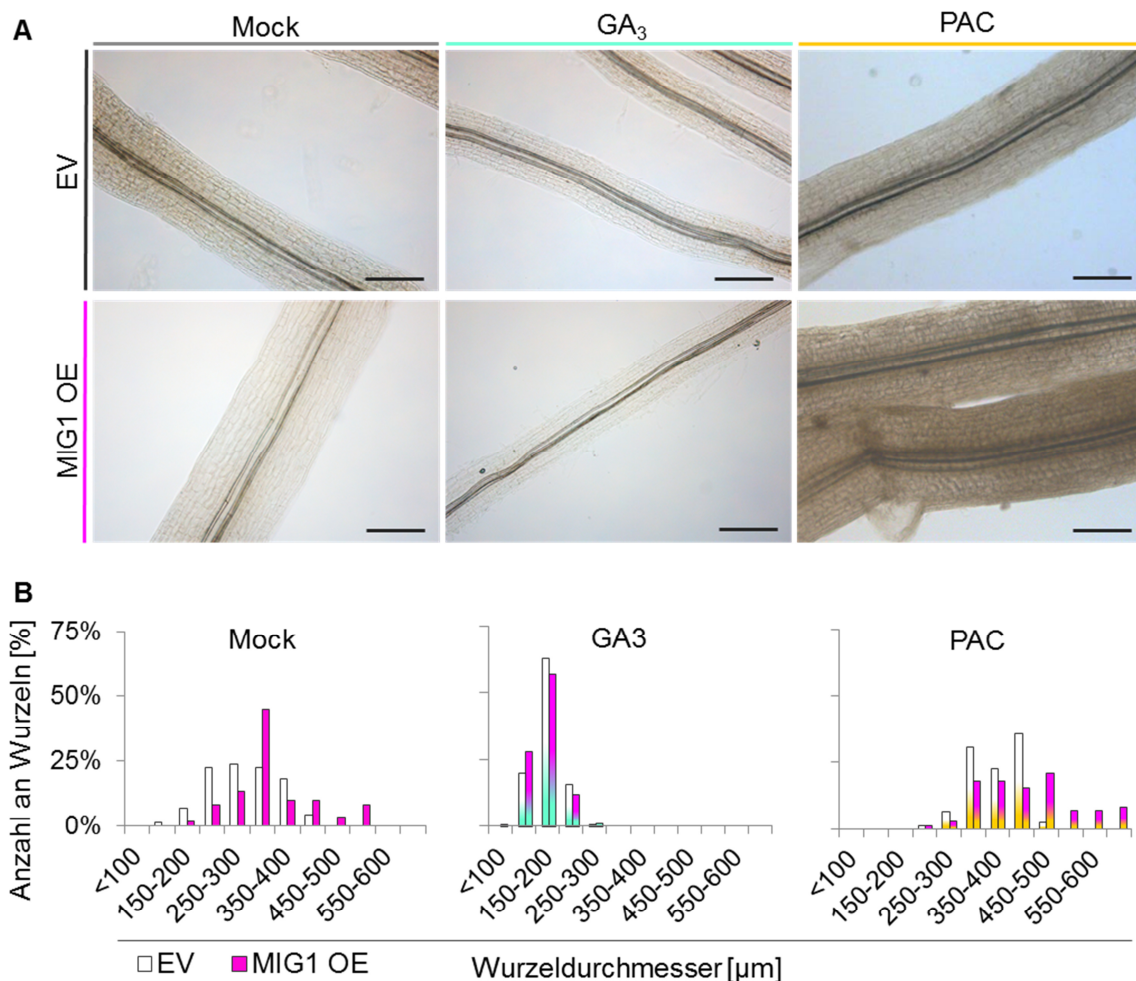 A
Mock
GA₃
PAC
EV
MIG1 OE
B
Anzahl an Wurzeln [%]
75%
50%
25%
0%
Mock
GA3
PAC
<100
150-200
250-300
350-400
450-500
550-600
<100
150-200
250-300
350-400
450-500
550-600
<100
150-200
250-300
350-400
450-500
550-600
EV
MIG1 OE
Wurzeldurchmesser [µm]